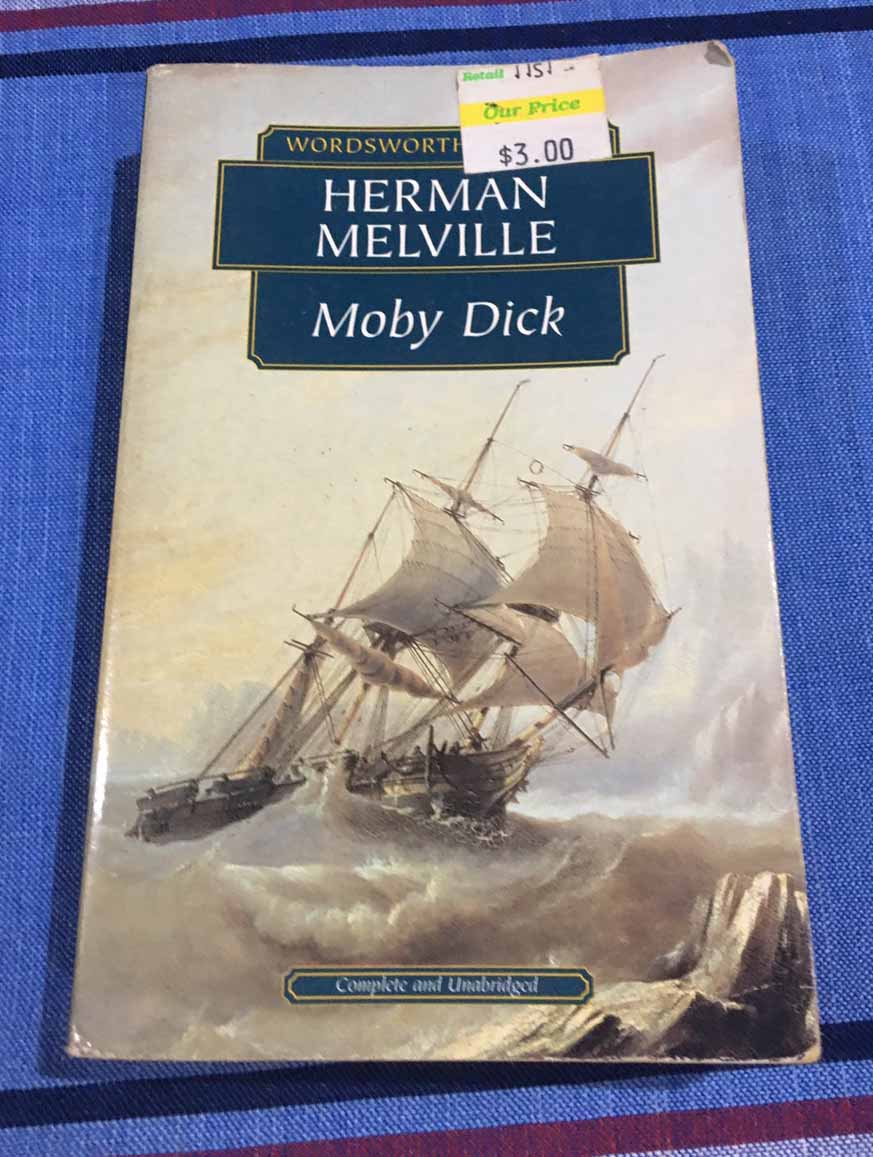 Retail
Our Price
$3.00
WORDSWORTH
HERMAN
MELVILLE
Moby Dick
Complete and Unabridged